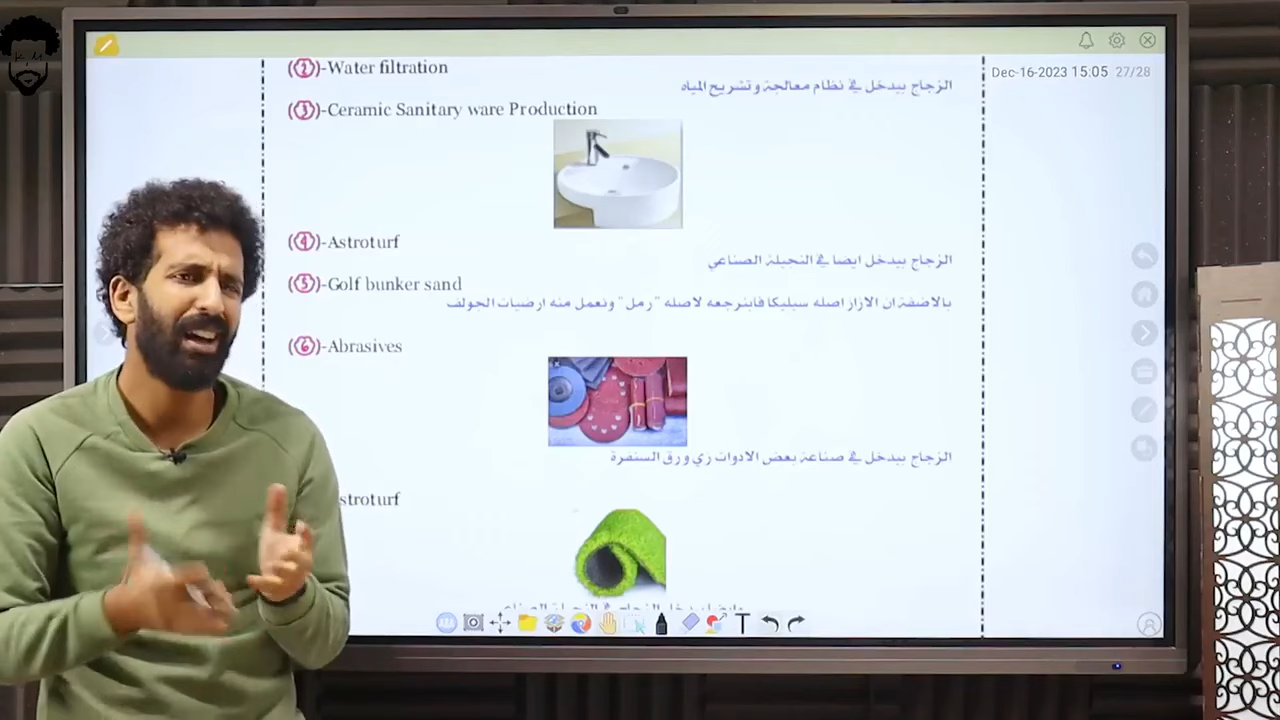 Dec-16-2023 15:05 27/28
(2)-Water filtration
الزجاج بيدخل في نظام معالجة و تشريح المياه
(3)-Ceramic Sanitary ware Production
(4)-Astroturf
الزجاج بيدخل ايضا في النجيلة الصناعي
(5)-Golf bunker sand
بالاضفة ان الازاز اصله سيليكا فابنرجعه لاصله "رمل" ونعمل منه ارضيات الجولف
(6)-Abrasives
الزجاج بيدخل في صناعة بعض الادوات زي ورق السنفرة
stroturf
T